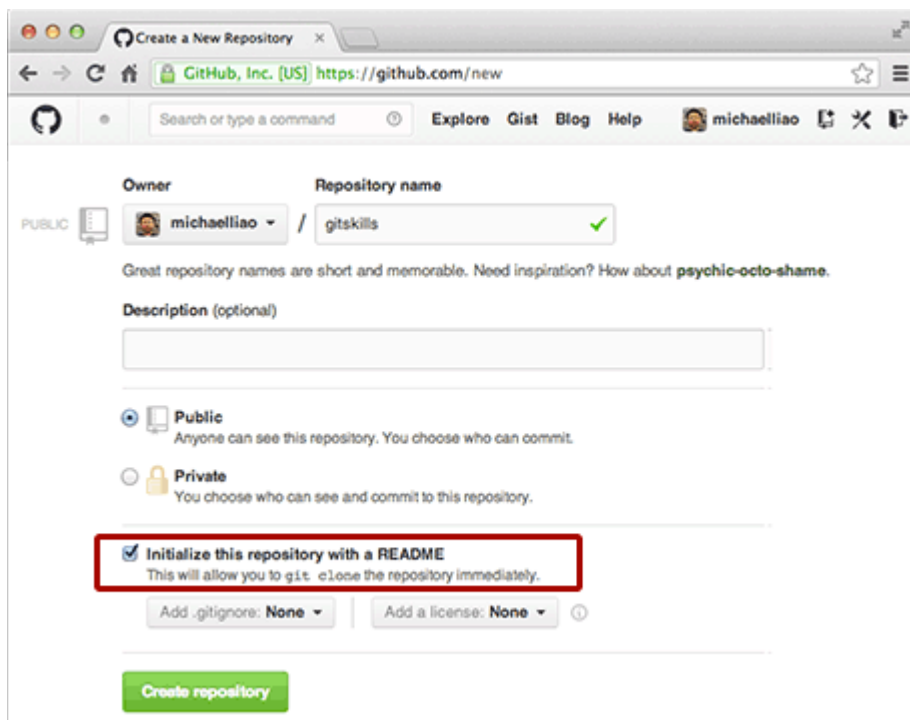 Create a New Repository
GitHub, Inc. [US] https://github.com/new
Search or type a command Explore Gist Blog Help michaelliao
Owner Repository name
PUBLIC michaelliao / gitskills
Great repository names are short and memorable. Need inspiration? How about psychic-octo-shame.
Description (optional)
Public
Anyone can see this repository. You choose who can commit.
Private
You choose who can see and commit to this repository.
Initialize this repository with a README
This will allow you to git clone the repository immediately.
Add .gitignore: None Add a license: None
Create repository